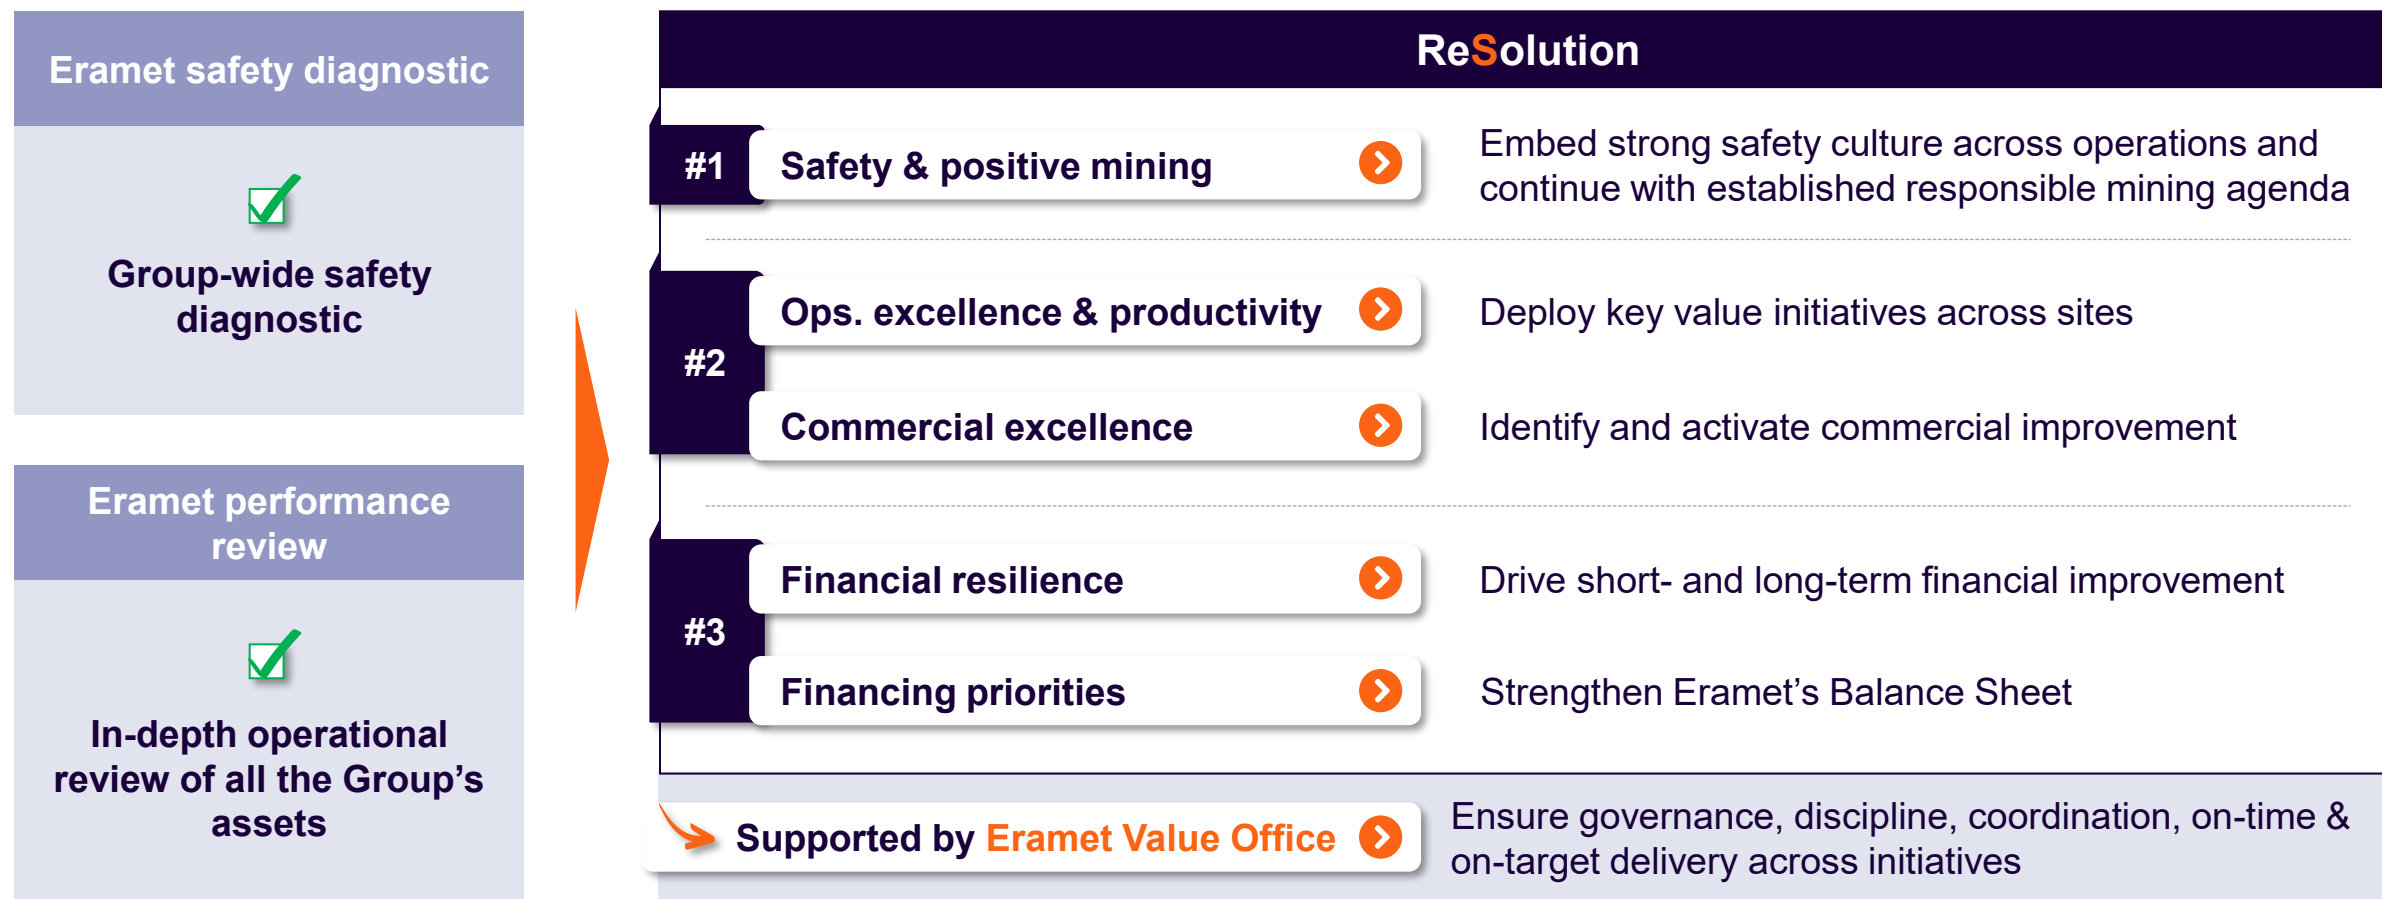 Eramet safety diagnostic
Group-wide safety
diagnostic
Eramet performance
review
In-depth operational
review of all the Group’s
assets
ReSolution
#1
Safety & positive mining
Embed strong safety culture across operations and
continue with established responsible mining agenda
#2
Ops. excellence & productivity
Deploy key value initiatives across sites
Commercial excellence
Identify and activate commercial improvement
#3
Financial resilience
Drive short- and long-term financial improvement
Financing priorities
Strengthen Eramet’s Balance Sheet
Supported by Eramet Value Office
Ensure governance, discipline, coordination, on-time &
on-target delivery across initiatives